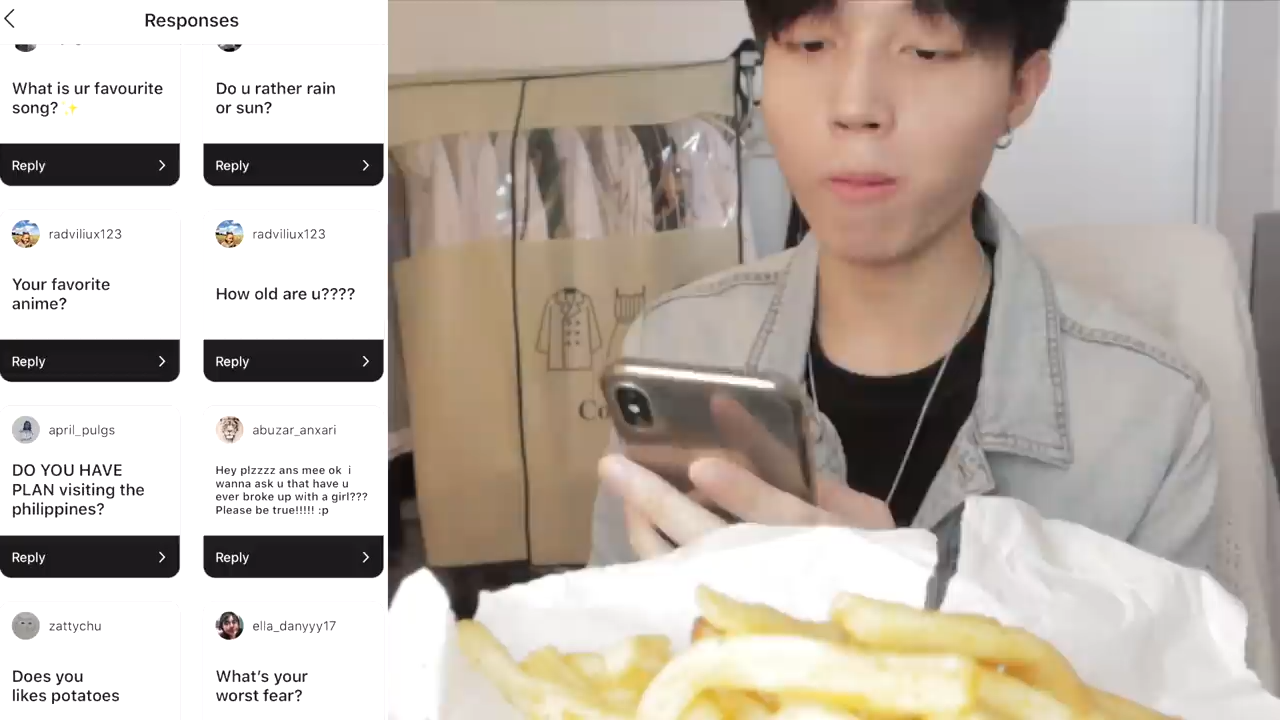 Responses
What is ur favourite
song?✨
Reply
Do u rather rain
or sun?
Reply
radviliux123
Your favorite
anime?
Reply
radviliux123
How old are u????
Reply
april_pulgs
DO YOU HAVE
PLAN visiting the
philippines?
Reply
abuzar_anxari
Hey plzzzz ans mee ok i
wanna ask u that have u
ever broke up with a girl???
Please be true!!!!! :p
Reply
zattychu
Does you
likes potatoes
ella_danyyy17
What's your
worst fear?
Co